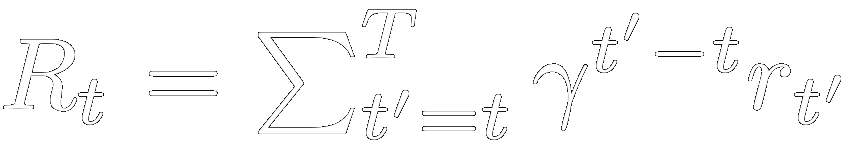 $R_t = \sum_{t'=t}^{T} \gamma^{t'-t} r_{t'}$